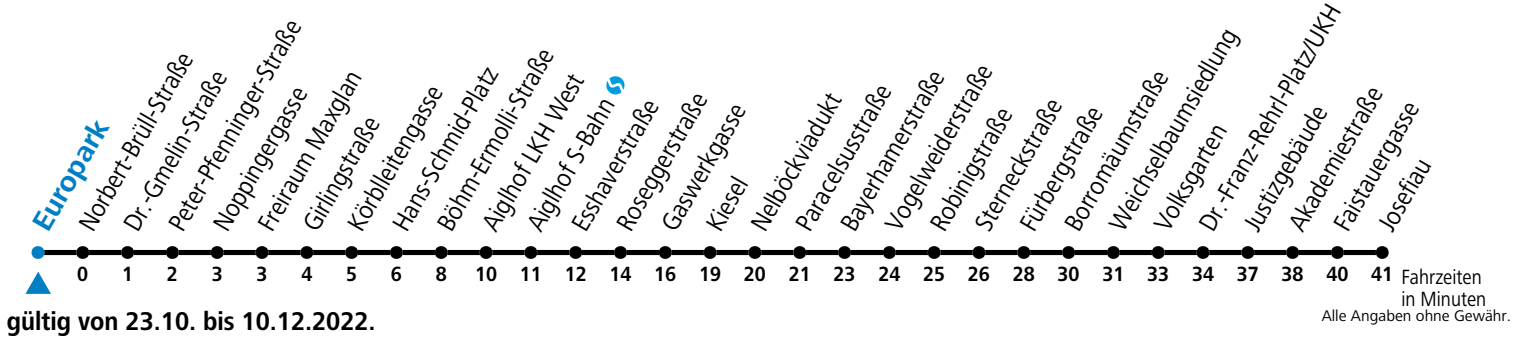 Europark
Norbert-Brüll-Straße
Dr.-Gmelin-Straße
Peter-Pfenninger-Straße
Noppingergasse
Freiraum Maxglan
Girlingstraße
Körblleitengasse
Hans-Schmid-Platz
Böhm-Ermolli-Straße
Aiglhof LKH West
Aiglhof S-Bahn
Esshaverstraße
Roseggerstraße
Gaswerkgasse
Kiesel
Nelböckviadukt
Paracelsusstraße
Bayerhamerstraße
Vogelweiderstraße
Robinigstraße
Sterneckstraße
Fürbergstraße
Borromäumstraße
Weichselbaumsiedlung
Volksgarten
Dr.-Franz-Rehrl-Platz/UKH
Justizgebäude
Akademiestraße
Faistauergasse
Josefiau
0 1 2 3 3 4 5 6 8 10 11 12 14 16 19 20 21 23 24 25 26 28 30 31 33 34 37 38 40 41
Fahrzeiten
in Minuten
Alle Angaben ohne Gewähr.
gültig von 23.10. bis 10.12.2022.